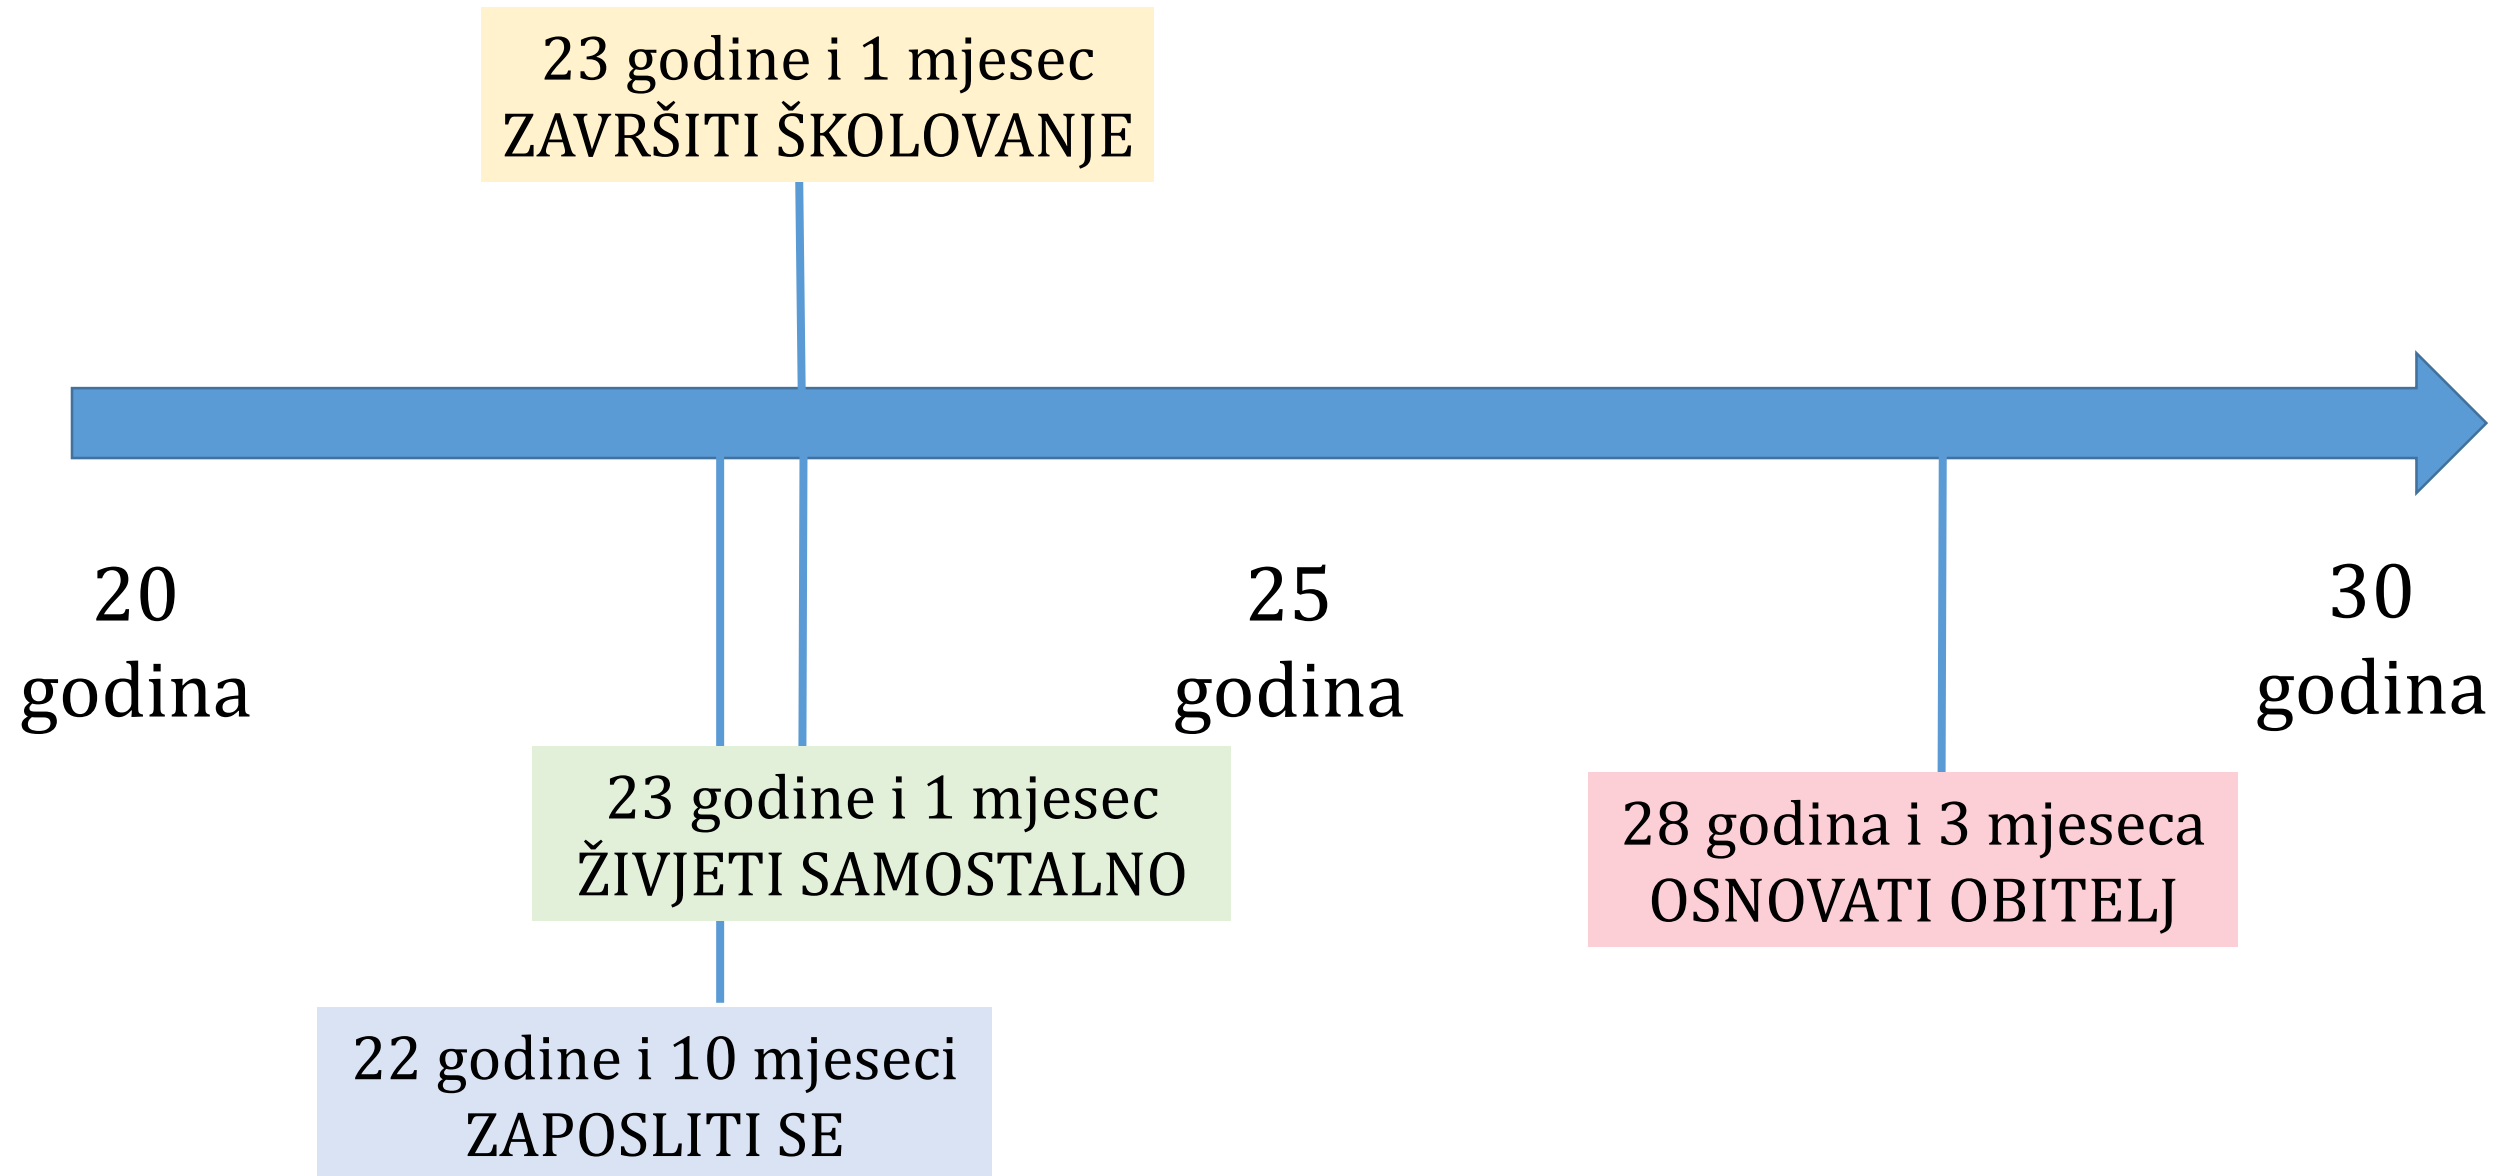 23 godine i 1 mjesec
ZAVRŠITI ŠKOLOVANJE
20
godina
25
godina
30
godina
23 godine i 1 mjesec
ŽIVJETI SAMOSTALNO
28 godina i 3 mjeseca
OSNOVATI OBITELJ
22 godine i 10 mjeseci
ZAPOSLITI SE